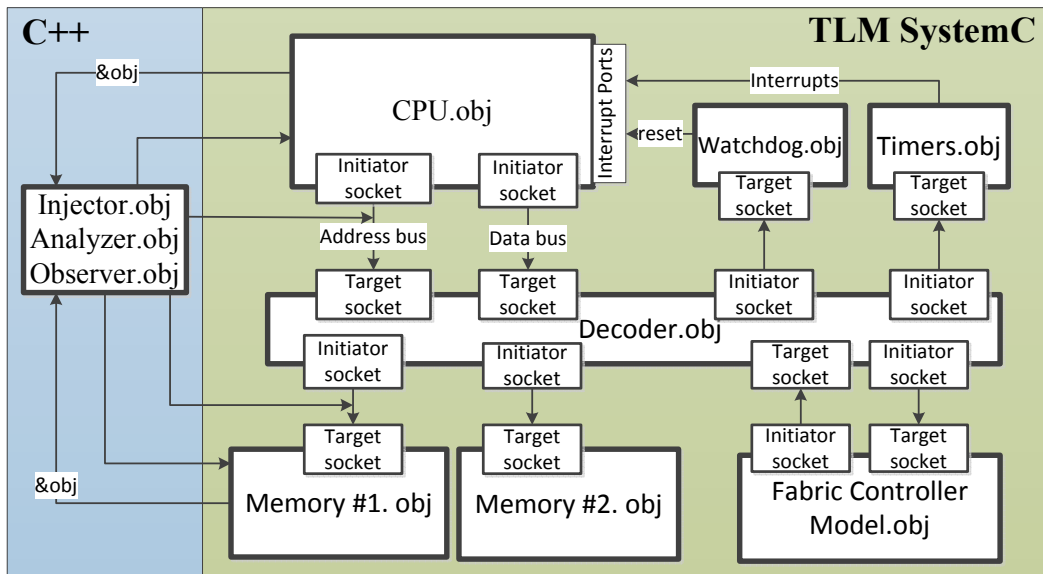 C++
TLM SystemC
&obj
CPU.obj
Interrupt Ports
Interrupts
reset
Watchdog.obj
Timers.obj
Initiator
socket
Initiator
socket
Target
socket
Target
socket
Injector.obj
Analyzer.obj
Observer.obj
Address bus
Data bus
Target
socket
Target
socket
Initiator
socket
Initiator
socket
Decoder.obj
Initiator
socket
Initiator
socket
Target
socket
Initiator
socket
Target
socket
Target
socket
Initiator
socket
Target
socket
&obj
Memory #1. obj
Memory #2. obj
Fabric Controller
Model.obj